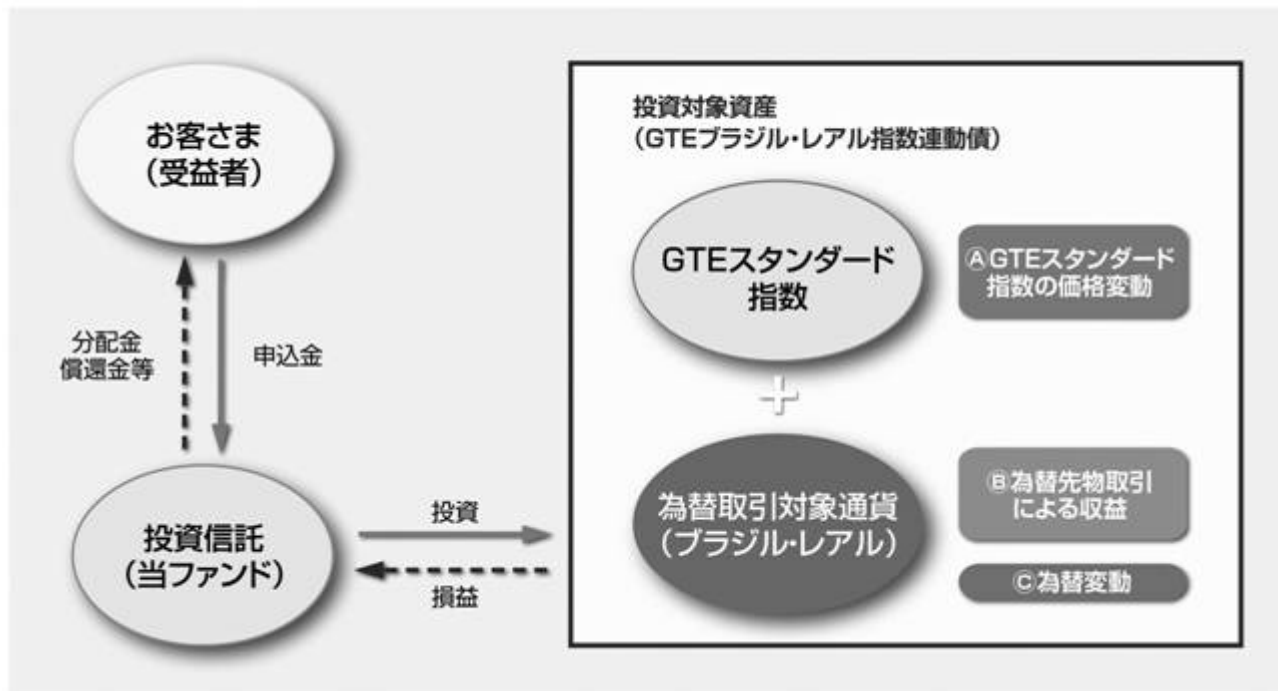 お客さま
(受益者)
分配金
償還金等
申込金
投資信託
(当ファンド)
投資
損益
投資対象資産
(GTEブラジル・レアル指数連動債)
GTEスタンダード
指数
ⒶGTEスタンダード
指数の価格変動
+
為替取引対象通貨
(ブラジル・レアル)
Ⓑ為替先物取引
による収益
Ⓒ為替変動